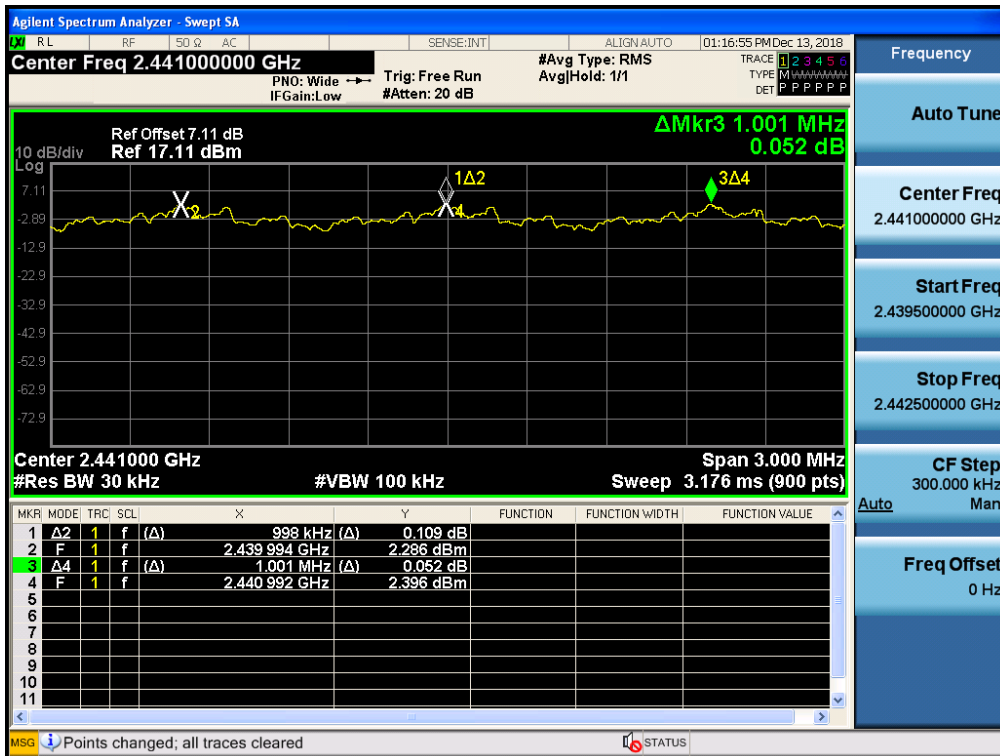 Agilent Spectrum Analyzer - Swept SA
LXI RL RF 50 Ω AC SENSE:INT ALIGN AUTO 01:16:55 PM Dec 13, 2018
Center Freq 2.441000000 GHz
PNO: Wide
IFGain:Low
Trig: Free Run
#Atten: 20 dB
#Avg Type: RMS
Avg|Hold: 1/1
TRACE 1 2 3 4 5 6
TYPE M
DET P P P P P P
ΔMkr3 1.001 MHz
0.052 dB
Ref Offset 7.11 dB
10 dB/div Ref 17.11 dBm
Log
7.11
-2.89
-12.9
-22.9
-32.9
-42.9
-52.9
-62.9
-72.9
2
1Δ2
4
3Δ4
Center 2.441000 GHz Span 3.000 MHz
#Res BW 30 kHz #VBW 100 kHz Sweep 3.176 ms (900 pts)
MKR MODE TRC SCL X Y FUNCTION FUNCTION WIDTH FUNCTION VALUE
1 Δ2 1 f (Δ) 998 kHz (Δ) 0.109 dB
2 F 1 f 2.439 994 GHz 2.286 dBm
3 Δ4 1 f (Δ) 1.001 MHz (Δ) 0.052 dB
4 F 1 f 2.440 992 GHz 2.396 dBm
5
6
7
8
9
10
11
MSG Points changed; all traces cleared STATUS
Frequency
Auto Tune
Center Freq
2.441000000 GHz
Start Freq
2.439500000 GHz
Stop Freq
2.442500000 GHz
CF Step
300.000 kHz
Auto Man
Freq Offset
0 Hz